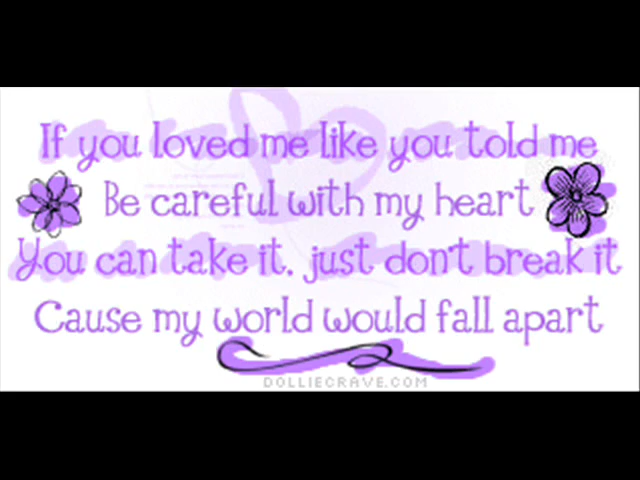 If you loved me like you told me
Be careful with my heart
You can take it, just don't break it
Cause my world would fall apart
DOLLIECRAVE.COM